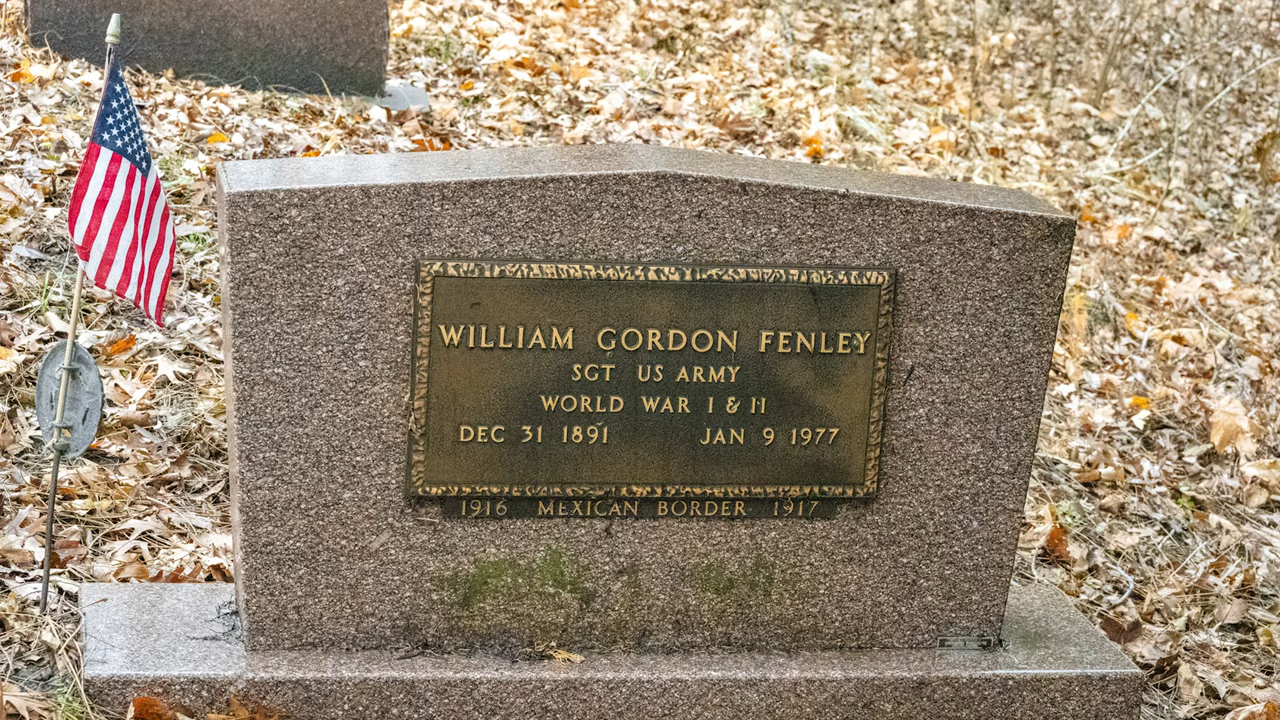 WILLIAM GORDON FENLEY
SGT US ARMY
WORLD WAR I & II
DEC 31 1891 JAN 9 1977
1916 MEXICAN BORDER 1917